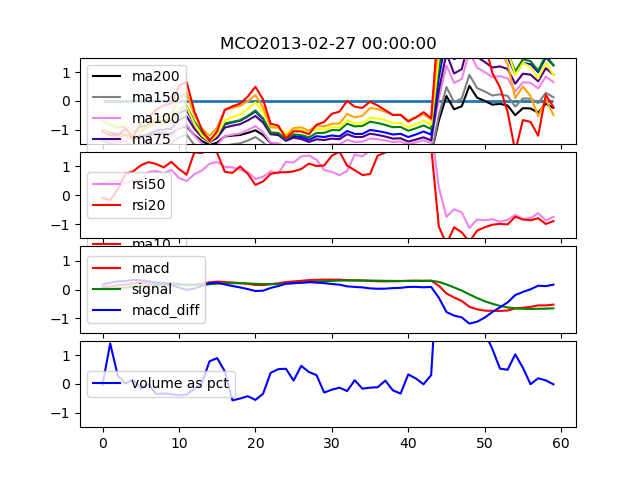 MCO2013-02-27 00:00:00
1
0
−1
ma200
ma150
ma100
ma75
1
0
−1
rsi50
rsi20
ma10
1
0
−1
macd
signal
macd_diff
1
0
−1
volume as pct
0 10 20 30 40 50 60